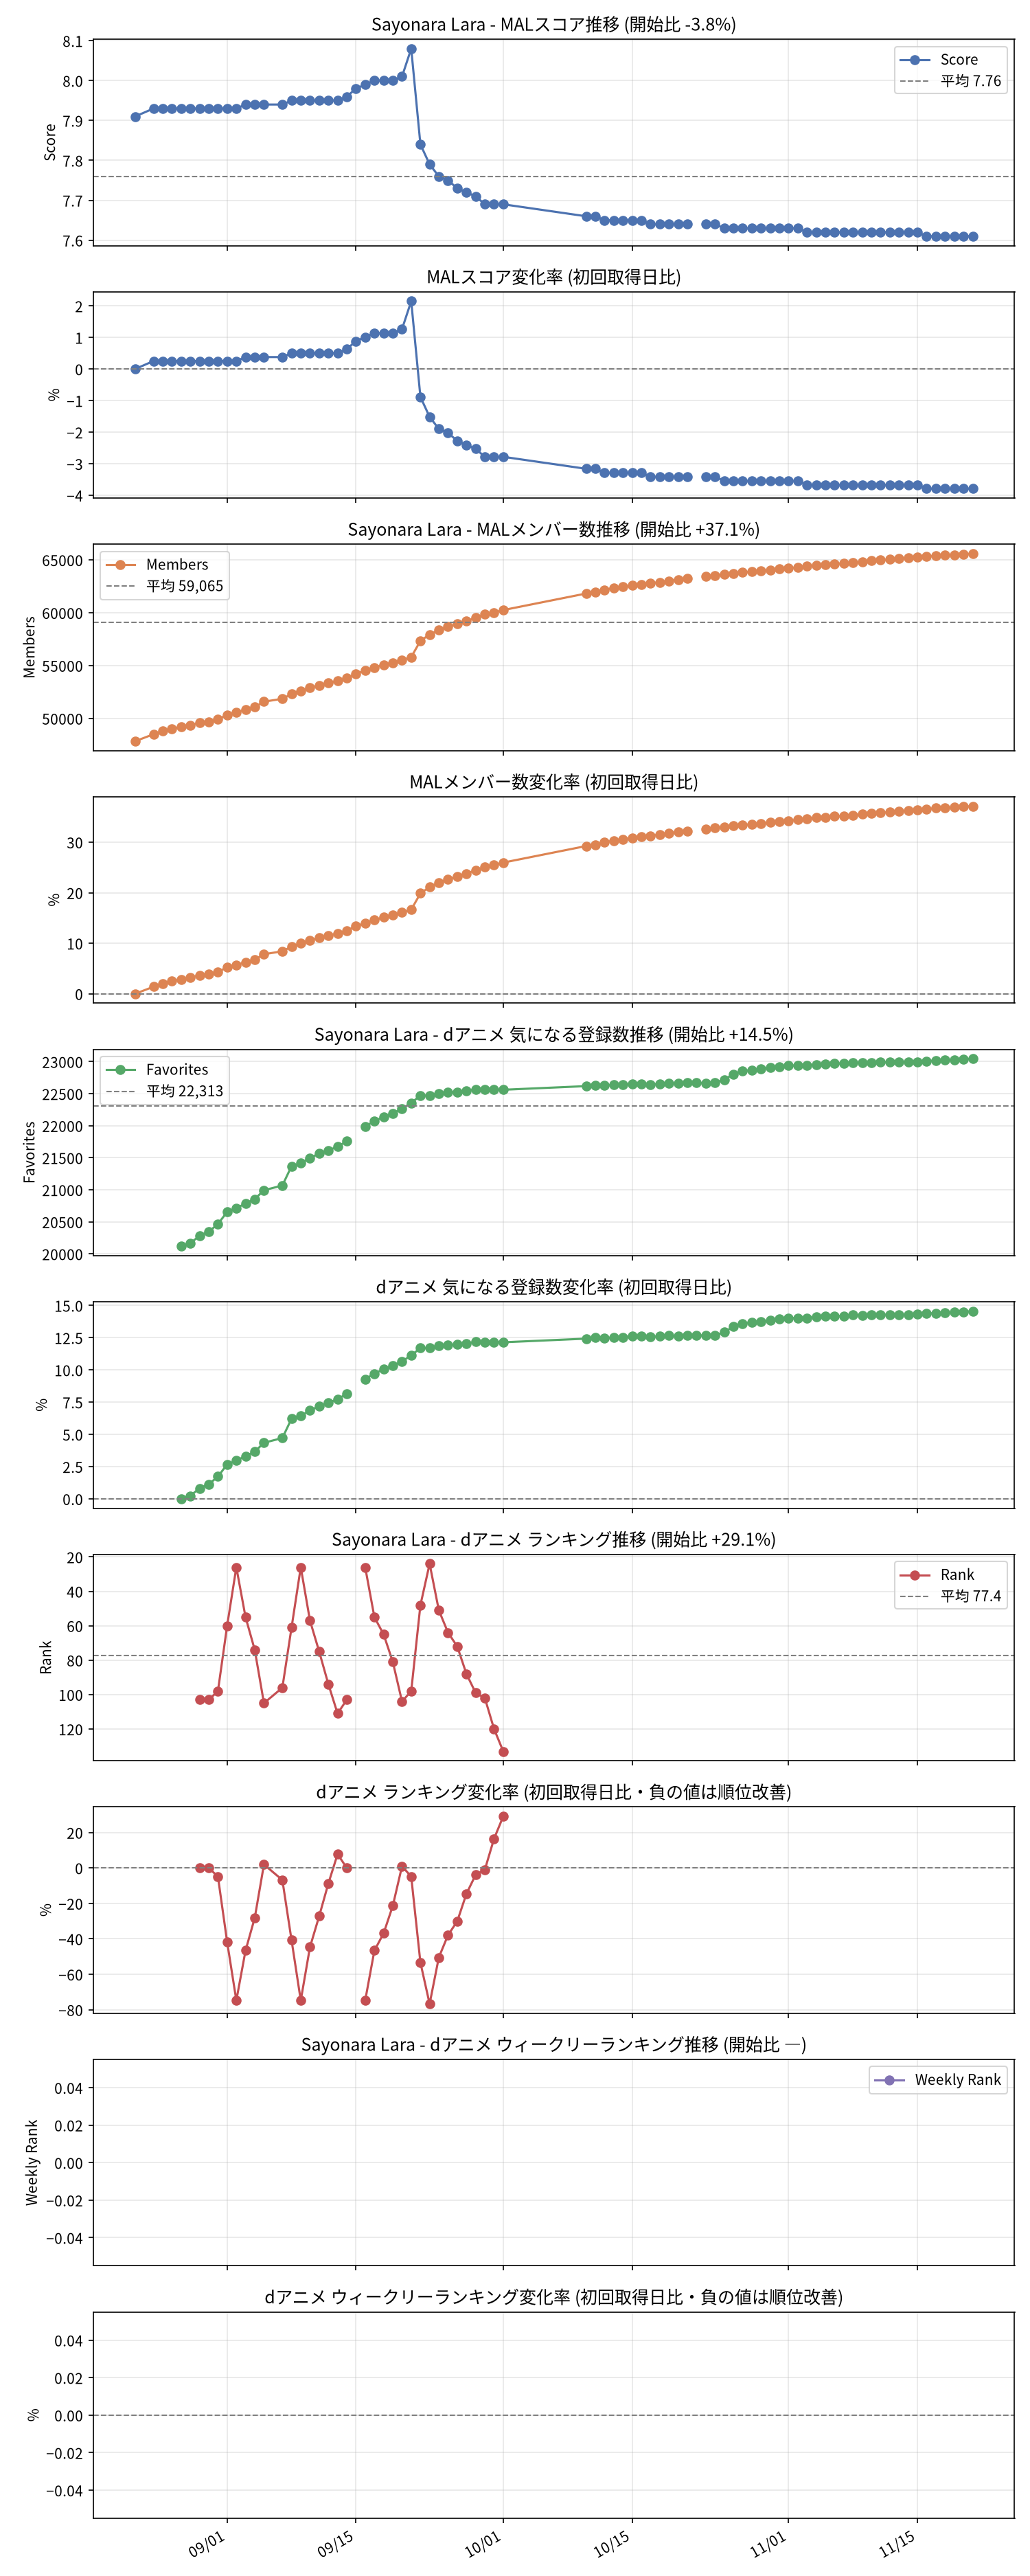 Sayonara Lara - MALスコア推移 (開始比 -3.8%)
8.1
8.0
7.9
7.8
7.7
7.6
Score
Score
平均 7.76
MALスコア変化率 (初回取得日比)
2
1
0
−1
−2
−3
−4
%
Sayonara Lara - MALメンバー数推移 (開始比 +37.1%)
65000
60000
55000
50000
Members
Members
平均 59,065
MALメンバー数変化率 (初回取得日比)
30
20
10
0
%
Sayonara Lara - dアニメ 気になる登録数推移 (開始比 +14.5%)
23000
22500
22000
21500
21000
20500
20000
Favorites
Favorites
平均 22,313
dアニメ 気になる登録数変化率 (初回取得日比)
15.0
12.5
10.0
7.5
5.0
2.5
0.0
%
Sayonara Lara - dアニメ ランキング推移 (開始比 +29.1%)
20
40
60
80
100
120
Rank
Rank
平均 77.4
dアニメ ランキング変化率 (初回取得日比・負の値は順位改善)
20
0
−20
−40
−60
−80
%
Sayonara Lara - dアニメ ウィークリーランキング推移 (開始比 —)
0.04
0.02
0.00
−0.02
−0.04
Weekly Rank
Weekly Rank
dアニメ ウィークリーランキング変化率 (初回取得日比・負の値は順位改善)
0.04
0.02
0.00
−0.02
−0.04
%
09/01
09/15
10/01
10/15
11/01
11/15